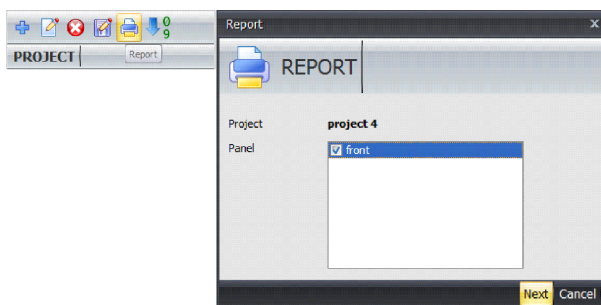 0
9
PROJECT
Report
Report
x
REPORT
Project project 4
Panel front
Next Cancel